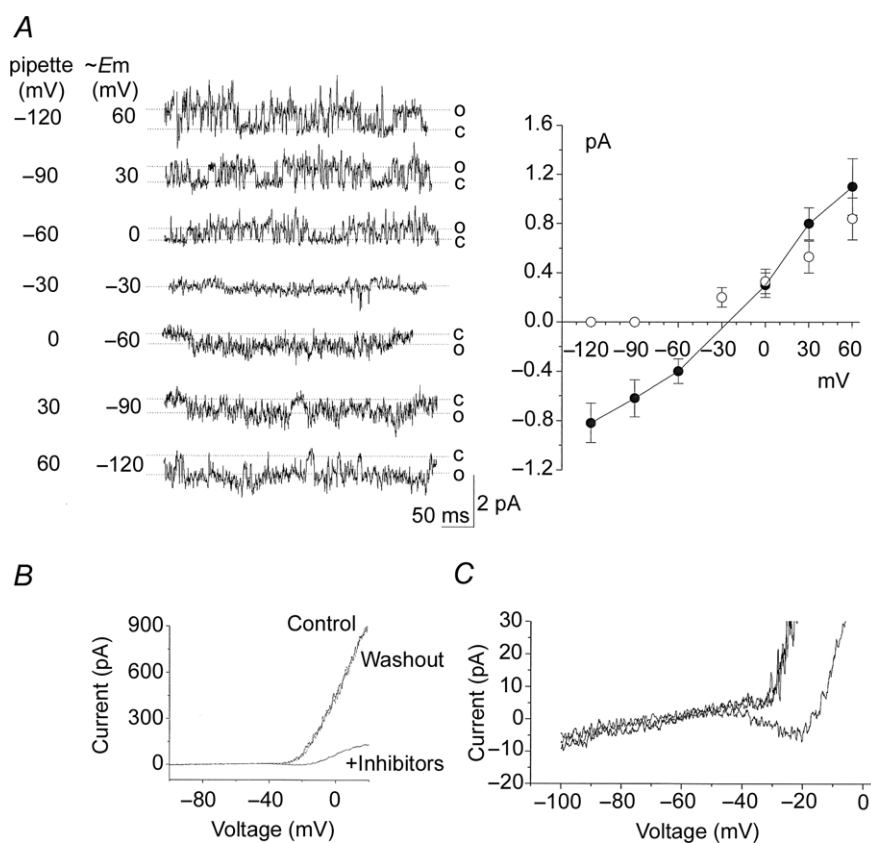 A
pipette ~Em
(mV) (mV)
−120 60 o
c
−90 30 o
c
−60 0 o
c
−30 −30
0 −60 c
o
30 −90 c
o
60 −120 c
o
50 ms 2 pA
1.6
pA
1.2
0.8
0.4
0.0
−120 −90 −60 −30 0 30 60
−0.4
mV
−0.8
−1.2
B
900
Control
600
Washout
300
0
+Inhibitors
−80 −40 0
Current (pA)
Voltage (mV)
C
30
20
10
0
−10
−20
−100 −80 −60 −40 −20 0
Current (pA)
Voltage (mV)